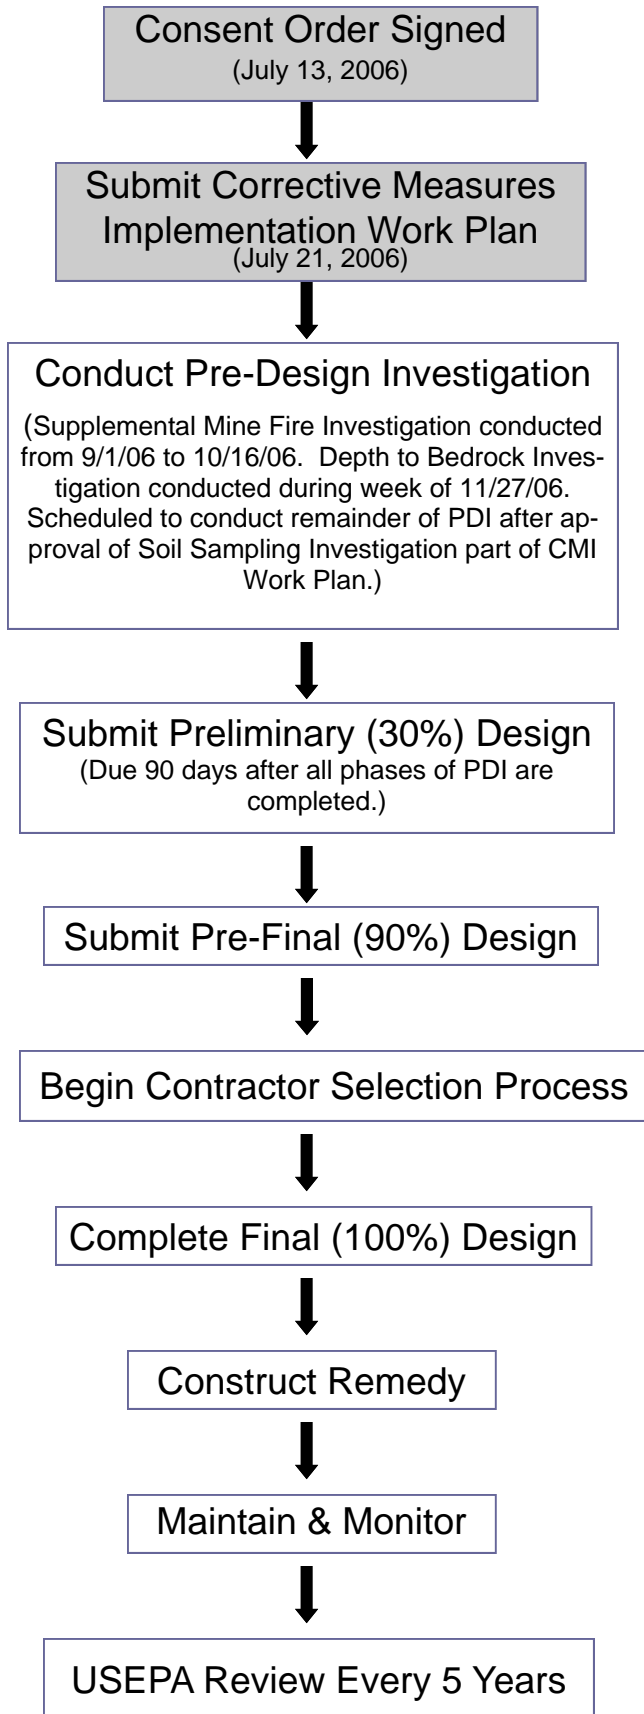 Consent Order Signed
(July 13, 2006)
Submit Corrective Measures
Implementation Work Plan
(July 21, 2006)
Conduct Pre-Design Investigation
(Supplemental Mine Fire Investigation conducted
from 9/1/06 to 10/16/06.  Depth to Bedrock Inves-
tigation conducted during week of 11/27/06.
Scheduled to conduct remainder of PDI after ap-
proval of Soil Sampling Investigation part of CMI
Work Plan.)
Submit Preliminary (30%) Design
(Due 90 days after all phases of PDI are
completed.)
Submit Pre-Final (90%) Design
Begin Contractor Selection Process
Complete Final (100%) Design
Construct Remedy
Maintain & Monitor
USEPA Review Every 5 Years